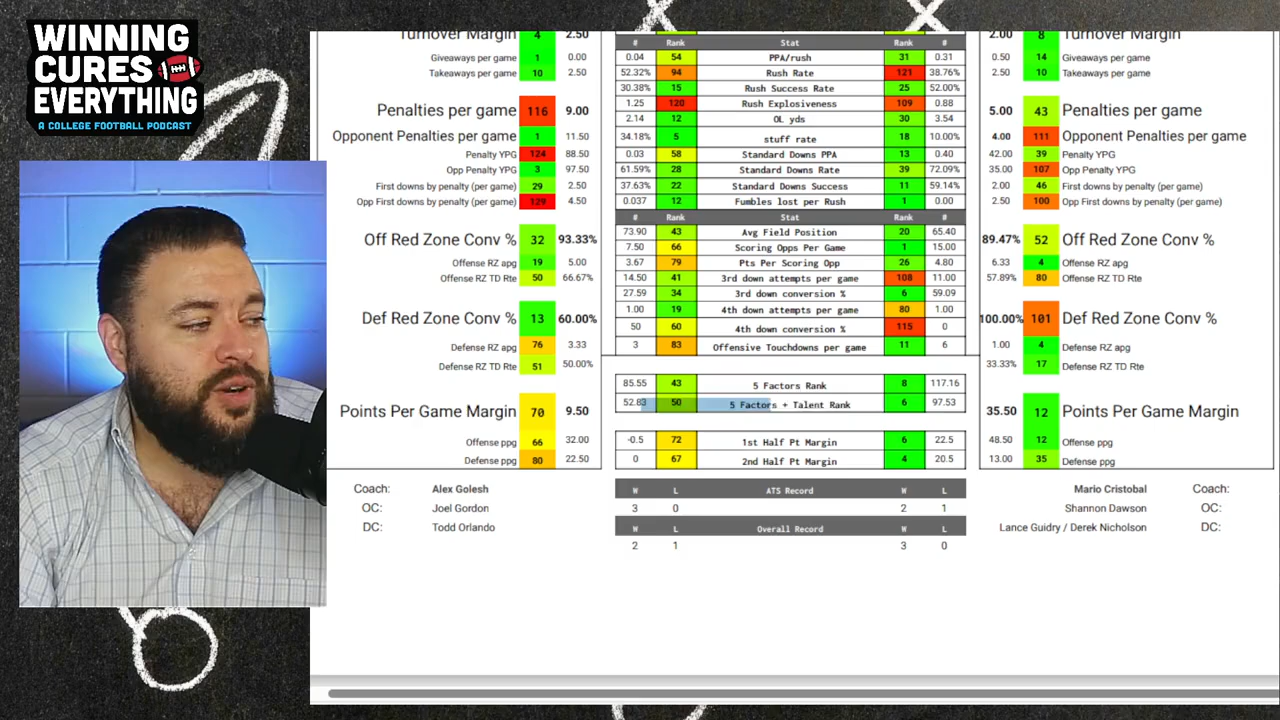 WINNING
CURES
EVERYTHING
A COLLEGE FOOTBALL PODCAST
Turnover Margin 4 2.50
Giveaways per game 1 0.00
Takeaways per game 10 2.50
Penalties per game 116 9.00
Opponent Penalties per game 1 11.50
Penalty YPG 124 88.50
Opp Penalty YPG 3 97.50
First downs by penalty (per game) 29 2.50
Opp First downs by penalty (per game) 129 4.50
Off Red Zone Conv % 32 93.33%
Offense RZ apg 19 5.00
Offense RZ TD Rte 50 66.67%
Def Red Zone Conv % 13 60.00%
Defense RZ apg 76 3.33
Defense RZ TD Rte 51 50.00%
Points Per Game Margin 70 9.50
Offense ppg 66 32.00
Defense ppg 80 22.50
Coach: Alex Golesh
OC: Joel Gordon
DC: Todd Orlando
# Rank Stat Rank #
0.04 54 PPA/rush 31 0.31
52.32% 94 Rush Rate 121 38.76%
30.38% 15 Rush Success Rate 25 52.00%
1.25 120 Rush Explosiveness 109 0.88
2.14 12 OL yds 30 3.54
34.18% 5 stuff rate 18 10.00%
0.03 58 Standard Downs PPA 13 0.40
61.59% 28 Standard Downs Rate 39 72.09%
37.63% 22 Standard Downs Success 11 59.14%
0.037 12 Fumbles lost per Rush 1 0.00
# Rank Stat Rank #
73.90 43 Avg Field Position 20 65.40
7.50 66 Scoring Opps Per Game 1 15.00
3.67 79 Pts Per Scoring Opp 26 4.80
14.50 41 3rd down attempts per game 108 11.00
27.59 34 3rd down conversion % 6 59.09
1.00 19 4th down attempts per game 80 1.00
50 60 4th down conversion % 115 0
3 83 Offensive Touchdowns per game 11 6
85.55 43 5 Factors Rank 8 117.16
52.83 50 5 Factors + Talent Rank 6 97.53
-0.5 72 1st Half Pt Margin 6 22.5
0 67 2nd Half Pt Margin 4 20.5
W L ATS Record W L
3 0 2 1
W L Overall Record W L
2 1 3 0
2.00 8 Turnover Margin
0.50 14 Giveaways per game
2.50 10 Takeaways per game
5.00 43 Penalties per game
4.00 111 Opponent Penalties per game
42.00 39 Penalty YPG
35.00 107 Opp Penalty YPG
2.00 46 First downs by penalty (per game)
2.50 100 Opp First downs by penalty (per game)
89.47% 52 Off Red Zone Conv %
6.33 4 Offense RZ apg
57.89% 80 Offense RZ TD Rte
100.00% 101 Def Red Zone Conv %
1.00 4 Defense RZ apg
33.33% 17 Defense RZ TD Rte
35.50 12 Points Per Game Margin
48.50 12 Offense ppg
13.00 35 Defense ppg
Mario Cristobal Coach:
Shannon Dawson OC:
Lance Guidry / Derek Nicholson DC: